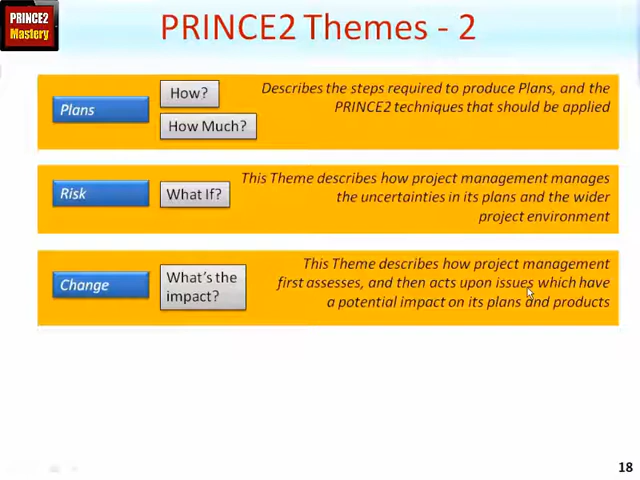 PRINCE2
Mastery
PRINCE2 Themes - 2
Plans
How?
How Much?
Describes the steps required to produce Plans, and the
PRINCE2 techniques that should be applied
Risk
What If?
This Theme describes how project management manages
the uncertainties in its plans and the wider
project environment
Change
What's the
impact?
This Theme describes how project management
first assesses, and then acts upon issues which have
a potential impact on its plans and products
18